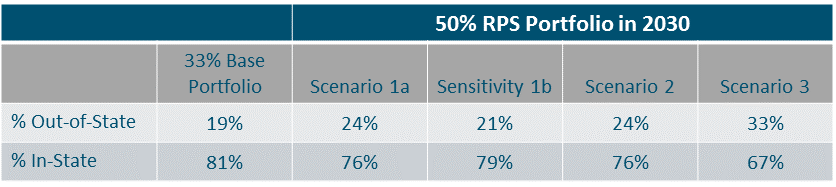 50% RPS Portfolio in 2030
33% Base
Portfolio Scenario 1a Sensitivity 1b Scenario 2 Scenario 3
% Out-of-State 19% 24% 21% 24% 33%
% In-State 81% 76% 79% 76% 67%